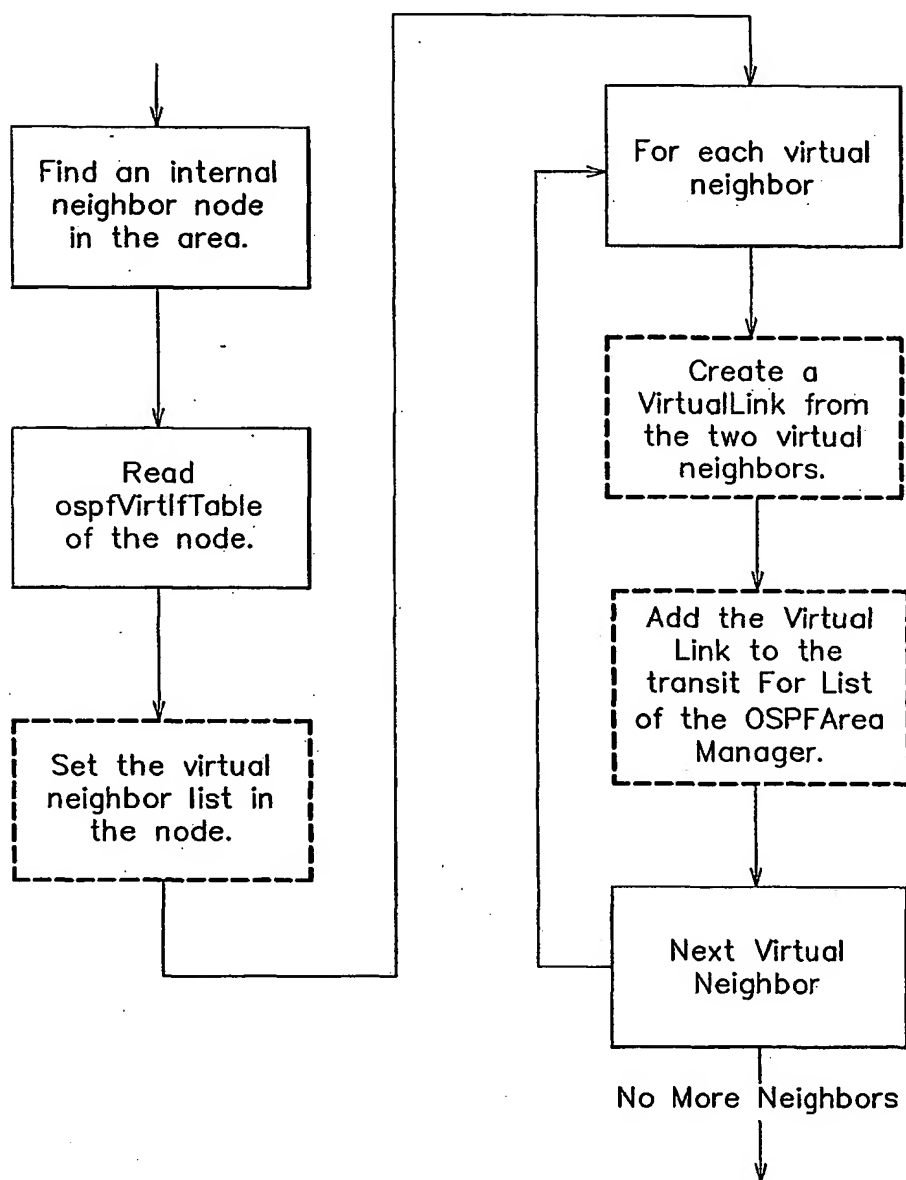 Find an internal
neighbor node
in the area.
Read
ospfVirtIfTable
of the node.
Set the virtual
neighbor list in
the node.
For each virtual
neighbor
Create a
VirtualLink from
the two virtual
neighbors.
Add the Virtual
Link to the
transit For List
of the OSPFArea
Manager.
Next Virtual
Neighbor
No More Neighbors